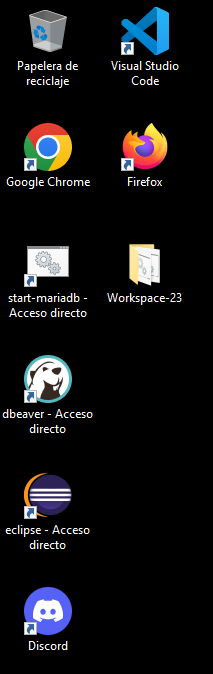 Papelera de
reciclaje
Visual Studio
Code
Google Chrome
Firefox
start-mariadb -
Acceso directo
Workspace-23
dbeaver - Acceso
directo
eclipse - Acceso
directo
Discord